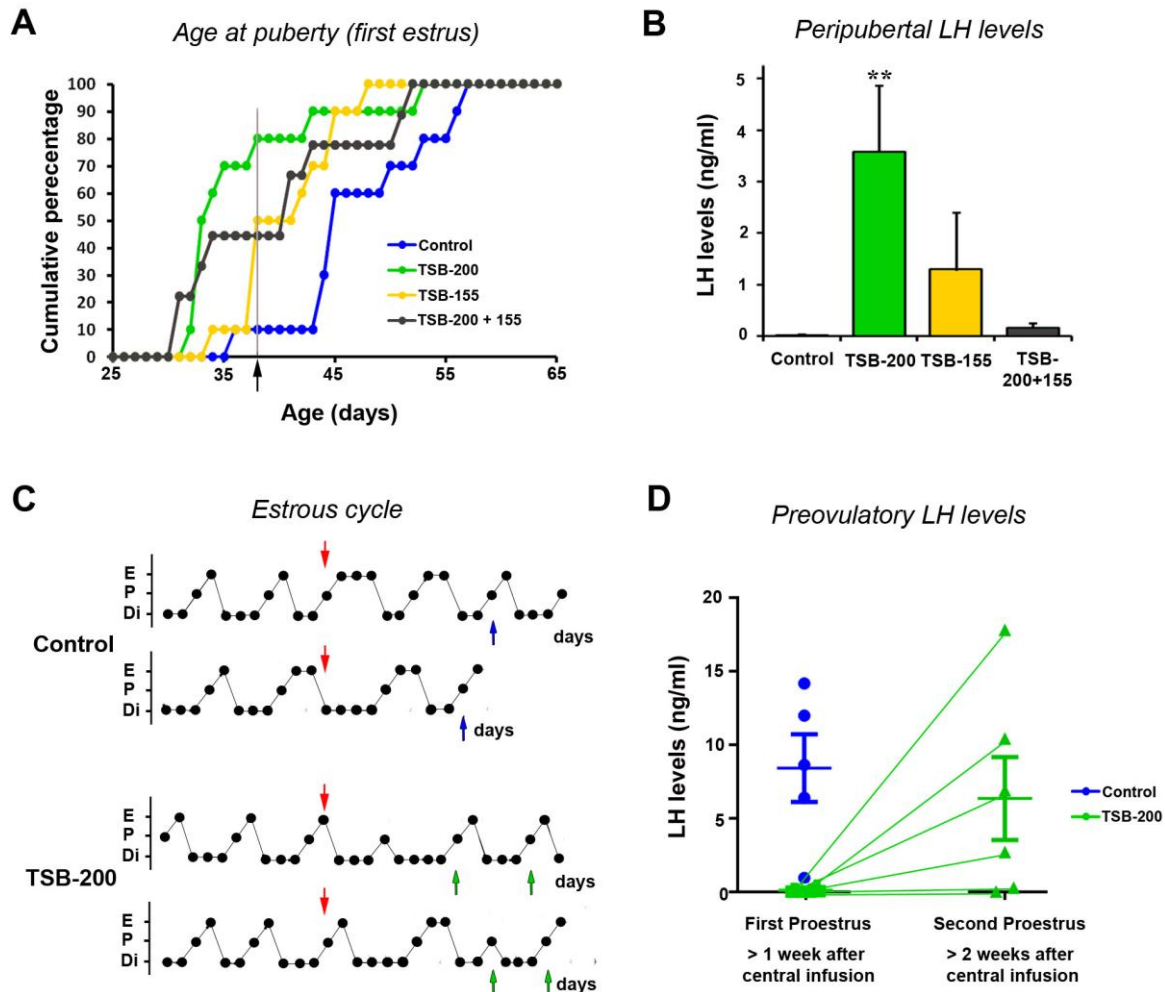 A
Age at puberty (first estrus)
Cumulative perecentage
100
90
80
70
60
50
40
30
20
10
0
25
35
45
55
65
Age (days)
Control
TSB-200
TSB-155
TSB-200 + 155
B
Peripubertal LH levels
LH levels (ng/ml)
5
4
3
2
1
0
**
Control
TSB-200
TSB-155
TSB-
200+155
C
Estrous cycle
Control
E
P
Di
days
E
P
Di
days
TSB-200
E
P
Di
days
E
P
Di
days
D
Preovulatory LH levels
LH levels (ng/ml)
20
15
10
5
0
Control
TSB-200
First Proestrus
> 1 week after
central infusion
Second Proestrus
> 2 weeks after
central infusion